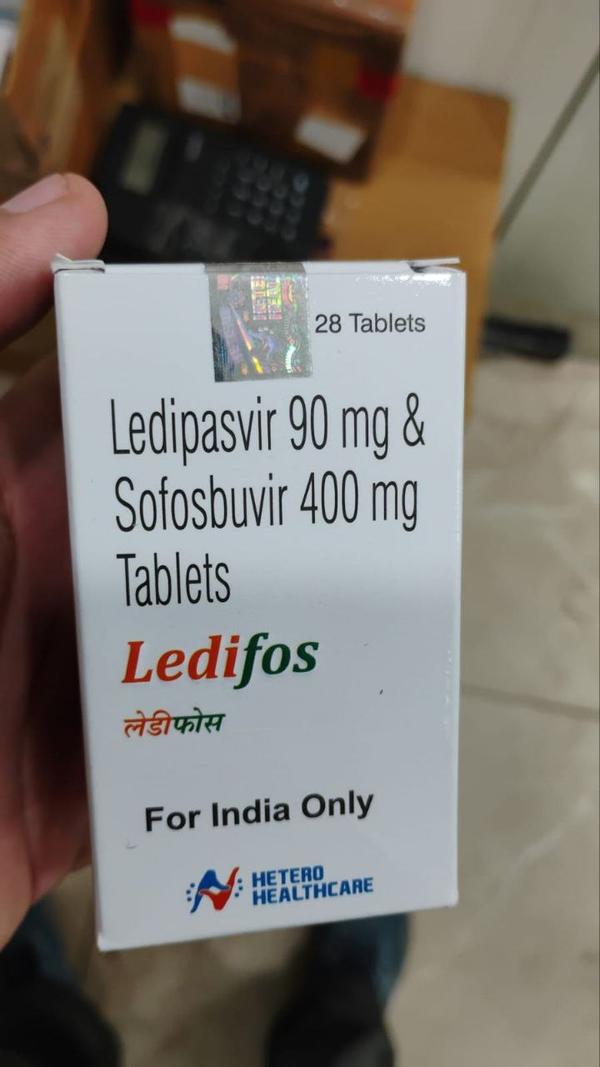 28 Tablets
Ledipasvir 90 mg &
Sofosbuvir 400 mg
Tablets
Ledifos
लेडीफोस
For India Only
HETERO
HEALTHCARE